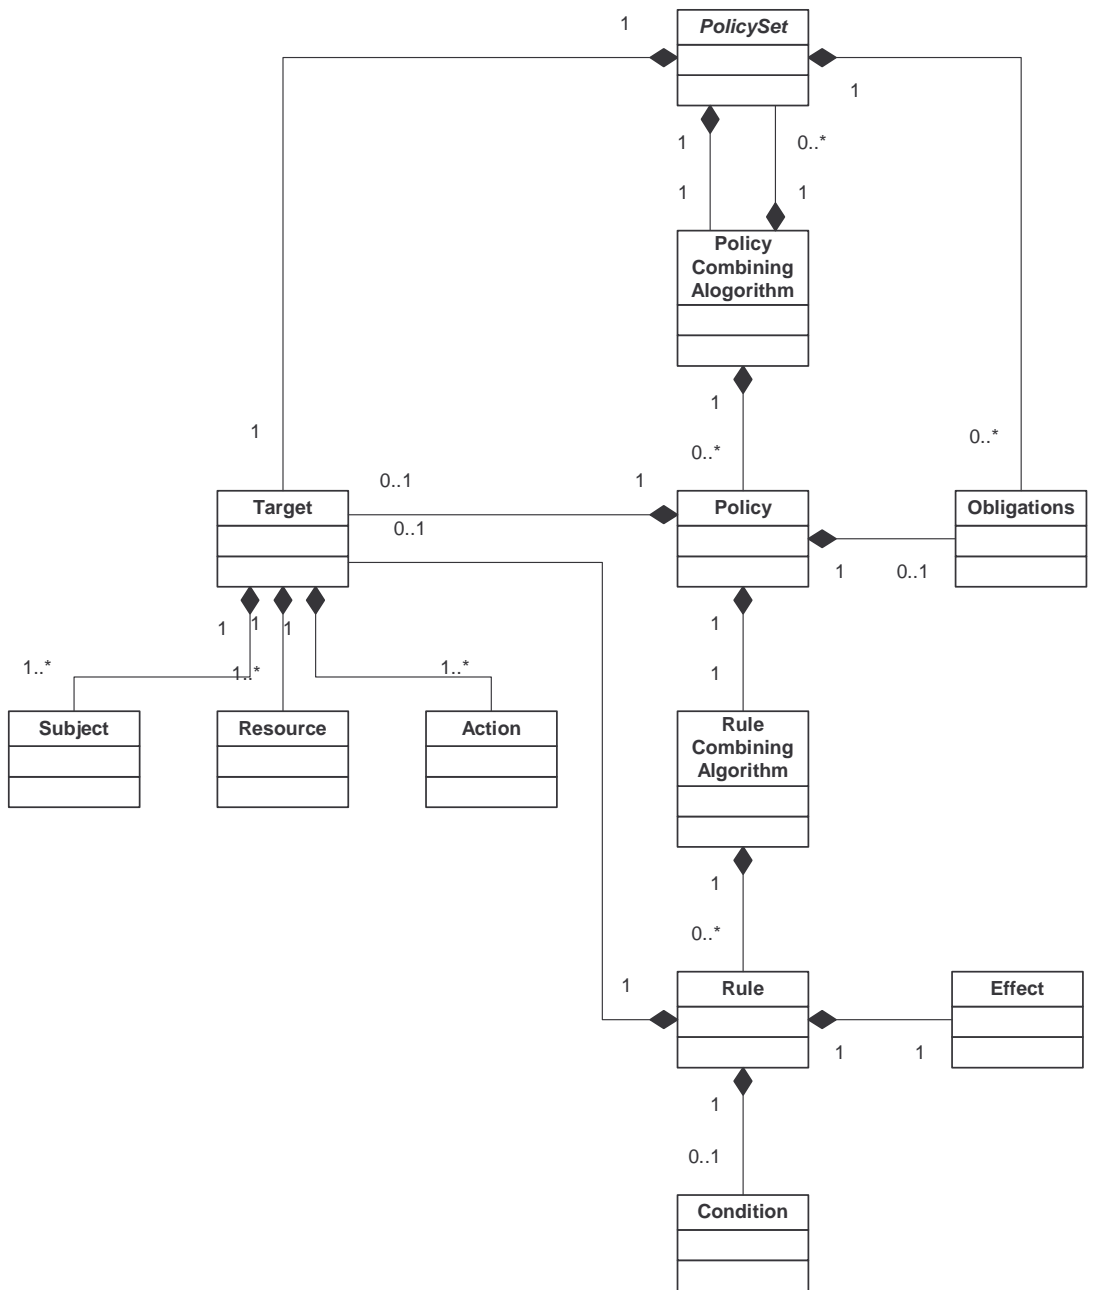 1
PolicySet
1
1
0..*
1
1
Policy
Combining
Alogorithm
1
1
0..*
0..*
0..1
1
Target
Policy
Obligations
0..1
1
0..1
1
1
1
1
1..*
1..*
1..*
1
Subject
Resource
Action
Rule
Combining
Algorithm
1
0..*
1
Rule
Effect
1
1
1
0..1
Condition